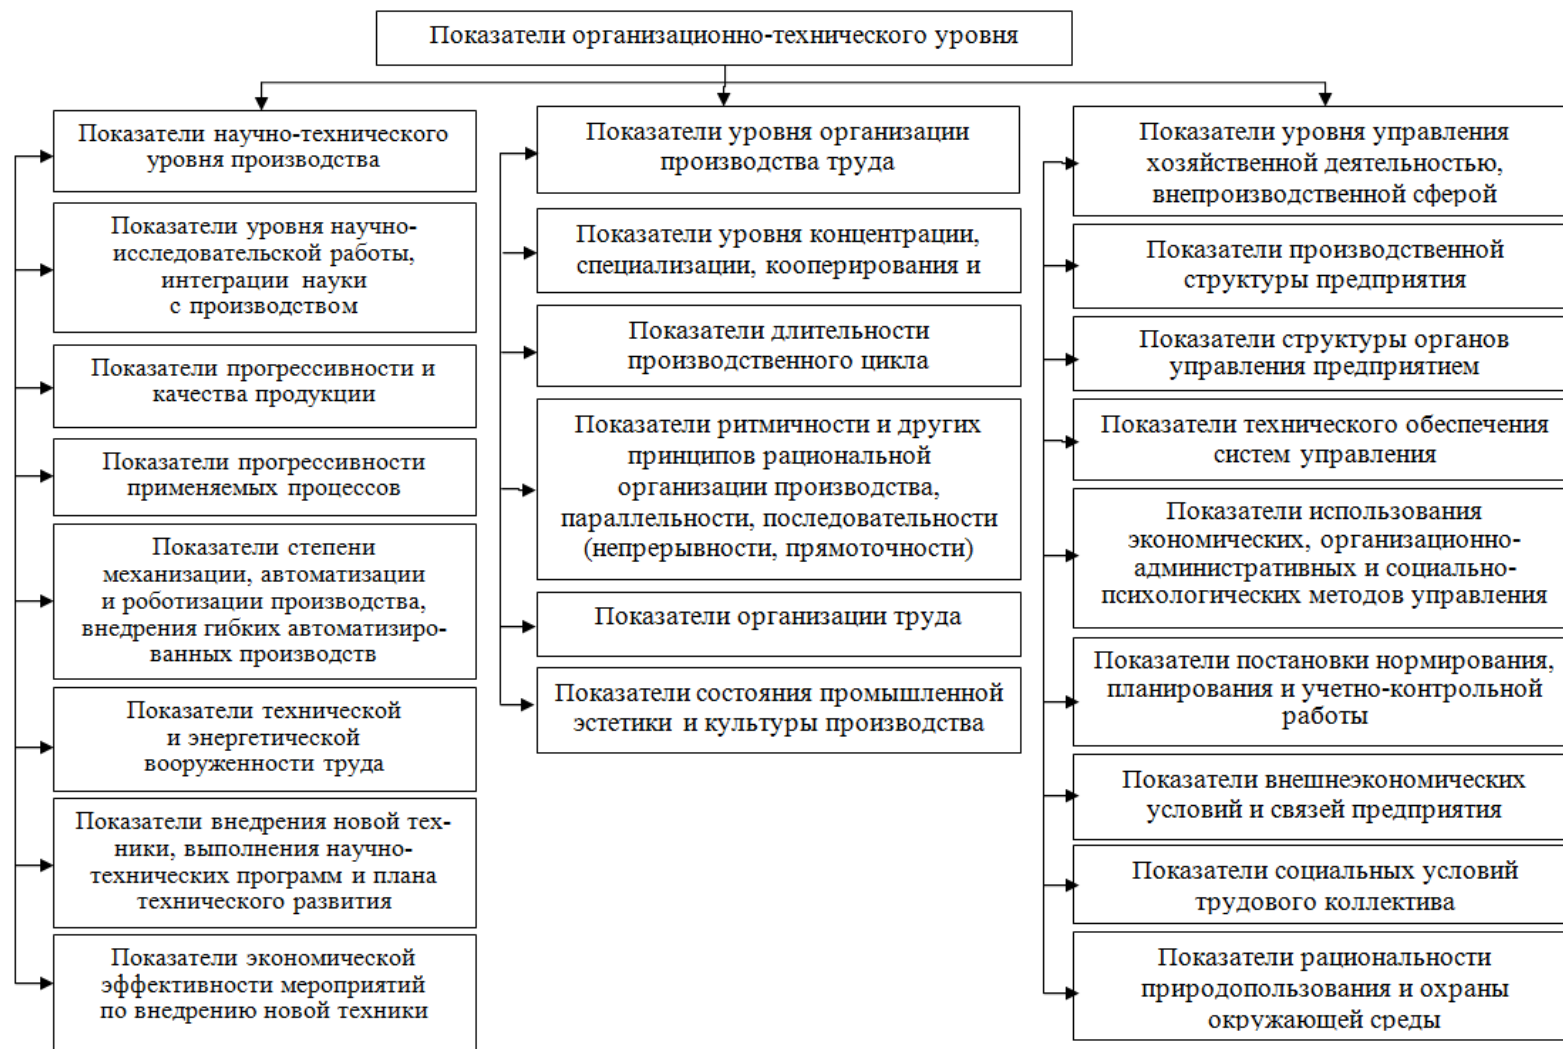 Показатели организационно-технического уровня
Показатели научно-технического
уровня производства
Показатели уровня научно-
исследовательской работы,
интеграции науки
с производством
Показатели прогрессивности и
качества продукции
Показатели прогрессивности
применяемых процессов
Показатели степени
механизации, автоматизации
и роботизации производства,
внедрения гибких автоматизиро-
ванных производств
Показатели технической
и энергетической
вооруженности труда
Показатели внедрения новой тех-
ники, выполнения научно-
технических программ и плана
технического развития
Показатели экономической
эффективности мероприятий
по внедрению новой техники
Показатели уровня организации
производства труда
Показатели уровня концентрации,
специализации, кооперирования и
Показатели длительности
производственного цикла
Показатели ритмичности и других
принципов рациональной
организации производства,
параллельности, последовательности
(непрерывности, прямоточности)
Показатели организации труда
Показатели состояния промышленной
эстетики и культуры производства
Показатели уровня управления
хозяйственной деятельностью,
внепроизводственной сферой
Показатели производственной
структуры предприятия
Показатели структуры органов
управления предприятием
Показатели технического обеспечения
систем управления
Показатели использования
экономических, организационно-
административных и социально-
психологических методов управления
Показатели постановки нормирования,
планирования и учетно-контрольной
работы
Показатели внешнеэкономических
условий и связей предприятия
Показатели социальных условий
трудового коллектива
Показатели рациональности
природопользования и охраны
окружающей среды